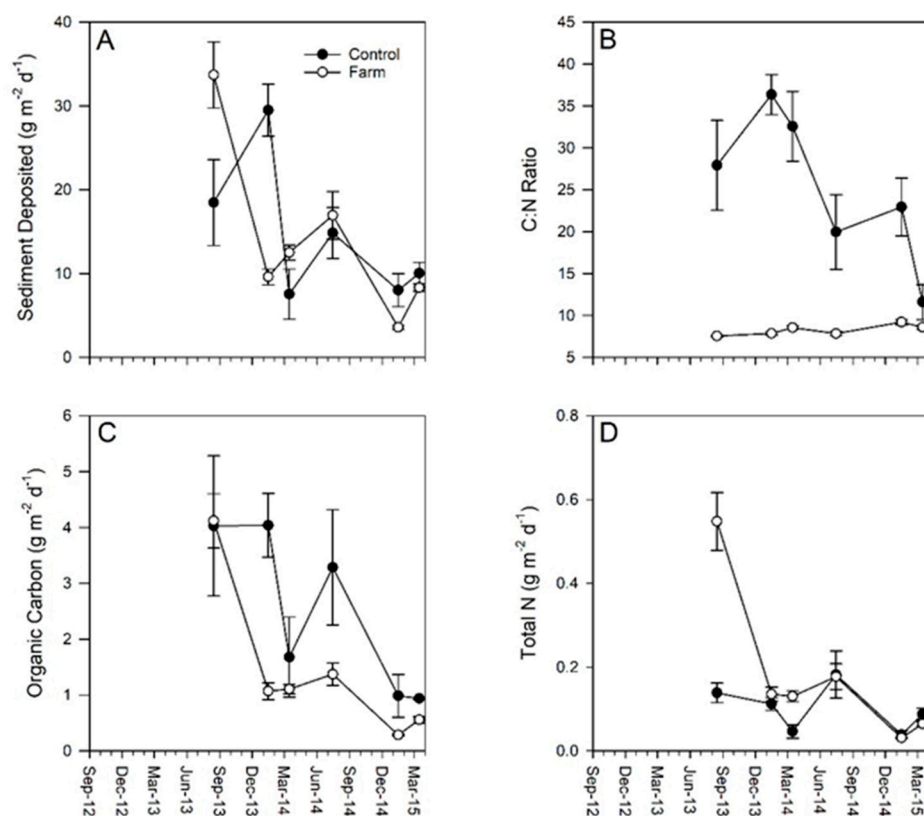 A
Control
Farm
Sediment Deposited (g m⁻² d⁻¹)
40
30
20
10
0
B
C:N Ratio
45
40
35
30
25
20
15
10
5
C
Organic Carbon (g m⁻² d⁻¹)
6
5
4
3
2
1
0
Sep-12
Dec-12
Mar-13
Jun-13
Sep-13
Dec-13
Mar-14
Jun-14
Sep-14
Dec-14
Mar-15
D
Total N (g m⁻² d⁻¹)
0.8
0.6
0.4
0.2
0.0
Sep-12
Dec-12
Mar-13
Jun-13
Sep-13
Dec-13
Mar-14
Jun-14
Sep-14
Dec-14
Mar-15